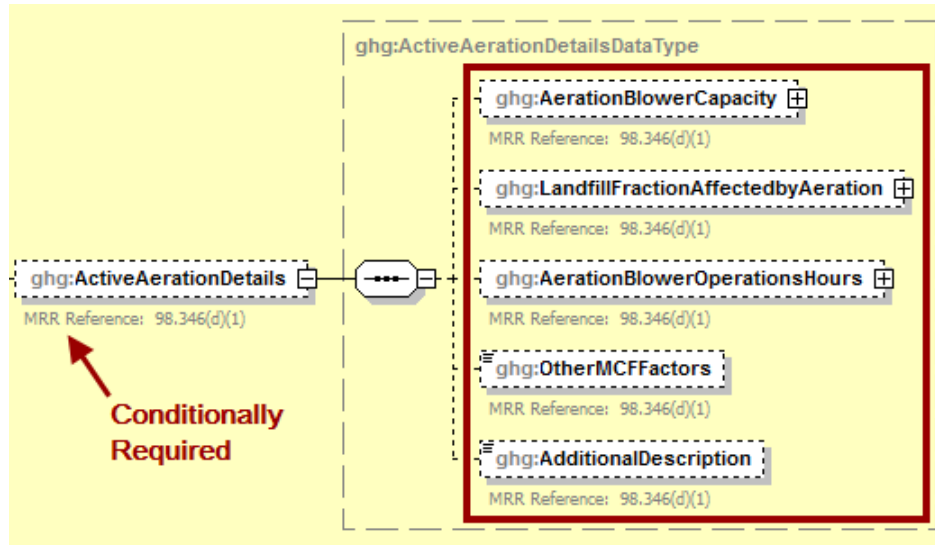 ghg:ActiveAerationDetailsDataType
ghg:AerationBlowerCapacity
MRR Reference: 98.346(d)(1)
ghg:LandfillFractionAffectedbyAeration
MRR Reference: 98.346(d)(1)
ghg:ActiveAerationDetails
MRR Reference: 98.346(d)(1)
ghg:AerationBlowerOperationsHours
MRR Reference: 98.346(d)(1)
ghg:OtherMCFFactors
MRR Reference: 98.346(d)(1)
ghg:AdditionalDescription
MRR Reference: 98.346(d)(1)
Conditionally
Required